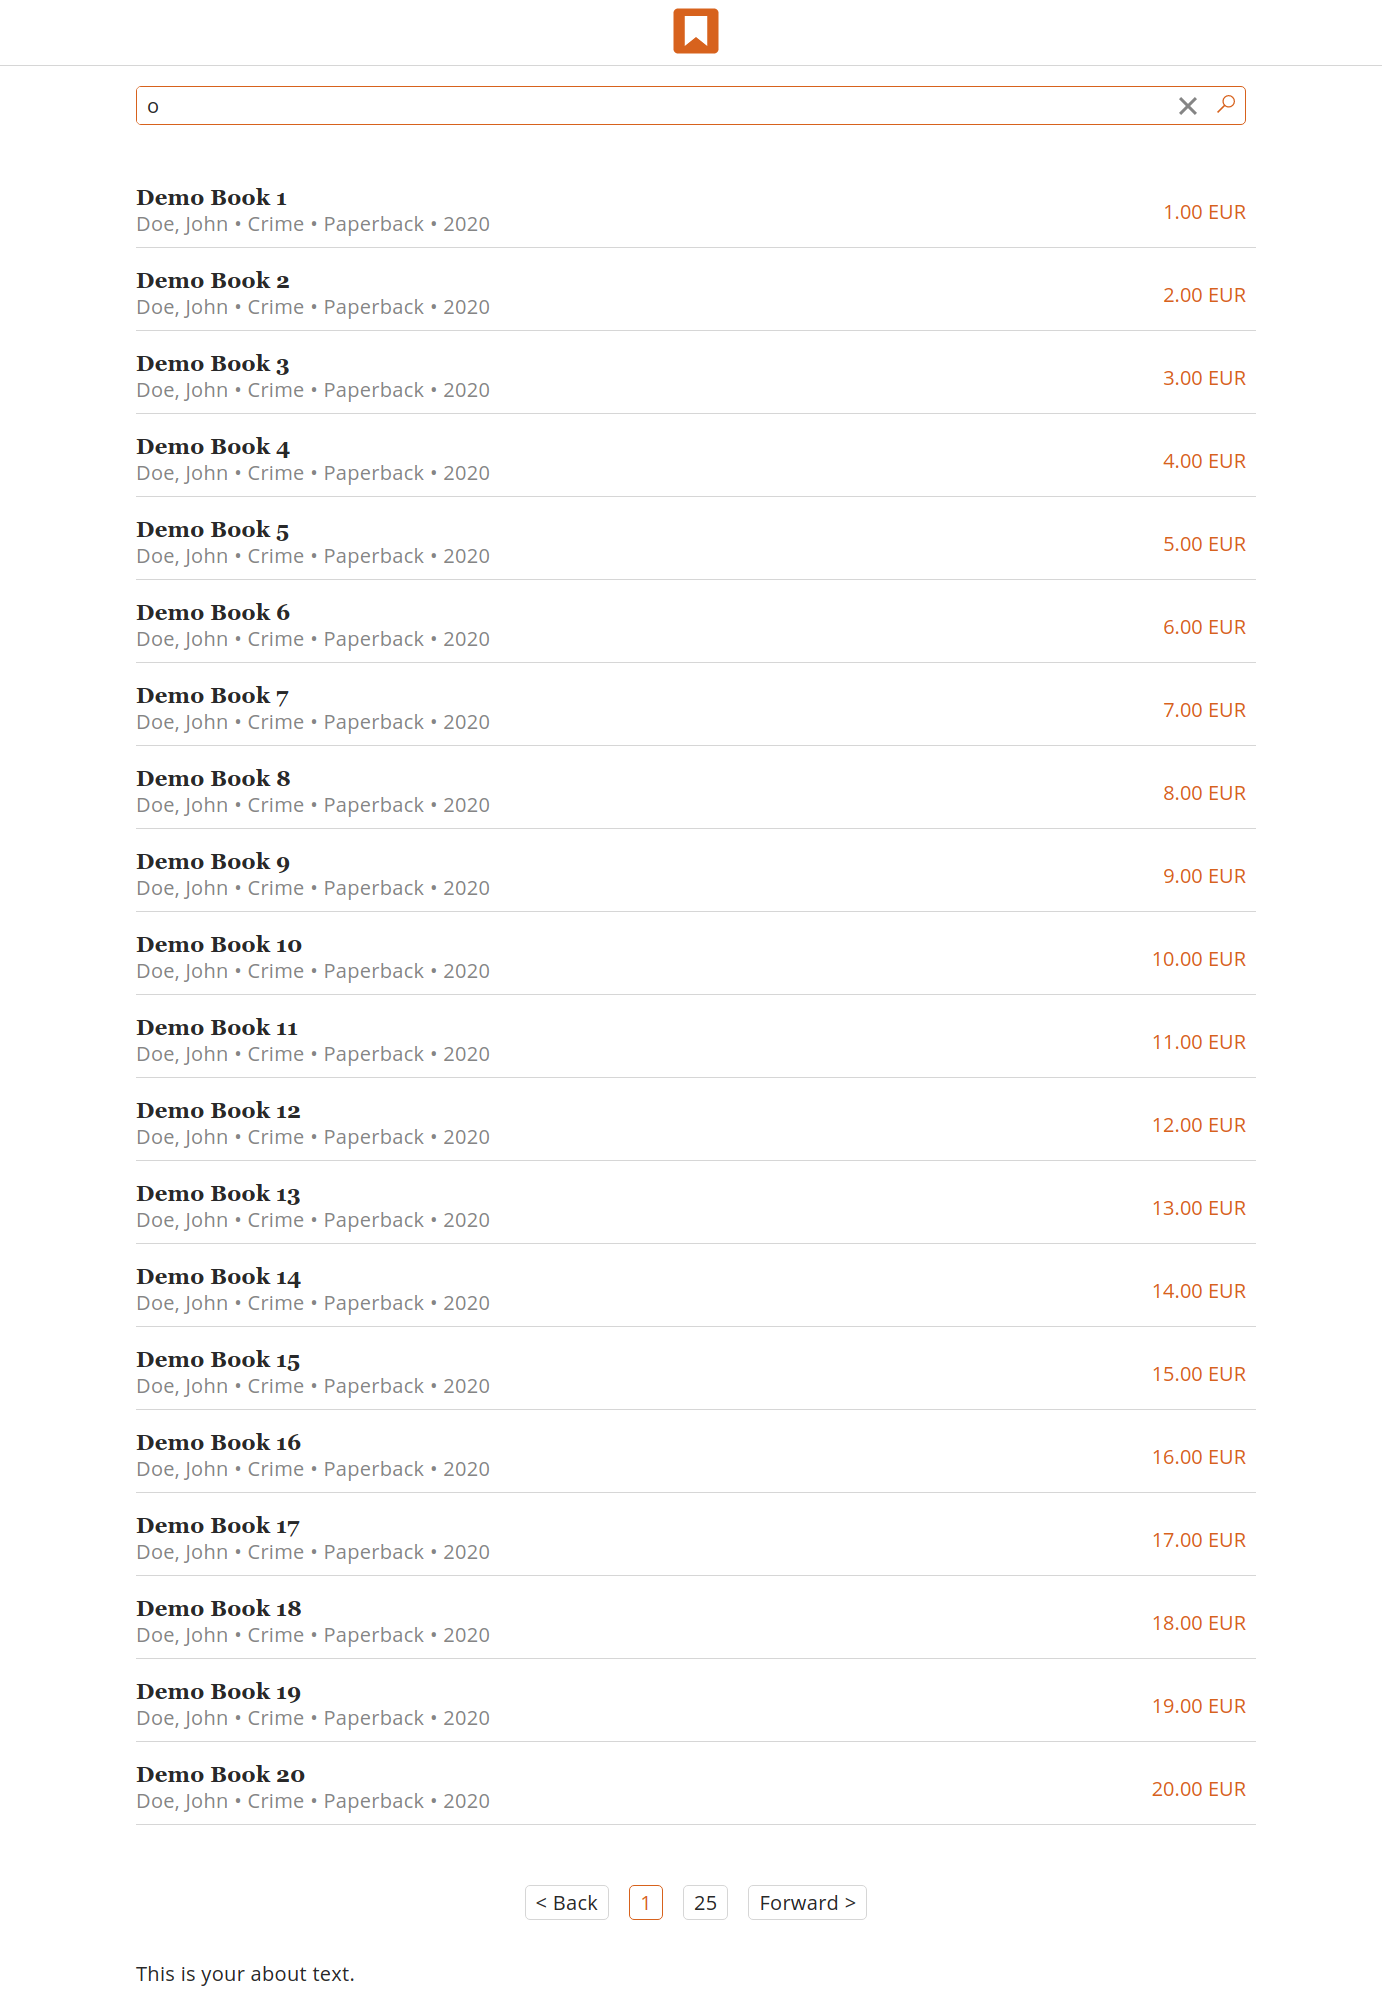 o
Demo Book 1
Doe, John • Crime • Paperback • 2020
1.00 EUR
Demo Book 2
Doe, John • Crime • Paperback • 2020
2.00 EUR
Demo Book 3
Doe, John • Crime • Paperback • 2020
3.00 EUR
Demo Book 4
Doe, John • Crime • Paperback • 2020
4.00 EUR
Demo Book 5
Doe, John • Crime • Paperback • 2020
5.00 EUR
Demo Book 6
Doe, John • Crime • Paperback • 2020
6.00 EUR
Demo Book 7
Doe, John • Crime • Paperback • 2020
7.00 EUR
Demo Book 8
Doe, John • Crime • Paperback • 2020
8.00 EUR
Demo Book 9
Doe, John • Crime • Paperback • 2020
9.00 EUR
Demo Book 10
Doe, John • Crime • Paperback • 2020
10.00 EUR
Demo Book 11
Doe, John • Crime • Paperback • 2020
11.00 EUR
Demo Book 12
Doe, John • Crime • Paperback • 2020
12.00 EUR
Demo Book 13
Doe, John • Crime • Paperback • 2020
13.00 EUR
Demo Book 14
Doe, John • Crime • Paperback • 2020
14.00 EUR
Demo Book 15
Doe, John • Crime • Paperback • 2020
15.00 EUR
Demo Book 16
Doe, John • Crime • Paperback • 2020
16.00 EUR
Demo Book 17
Doe, John • Crime • Paperback • 2020
17.00 EUR
Demo Book 18
Doe, John • Crime • Paperback • 2020
18.00 EUR
Demo Book 19
Doe, John • Crime • Paperback • 2020
19.00 EUR
Demo Book 20
Doe, John • Crime • Paperback • 2020
20.00 EUR
< Back 1 25 Forward >
This is your about text.